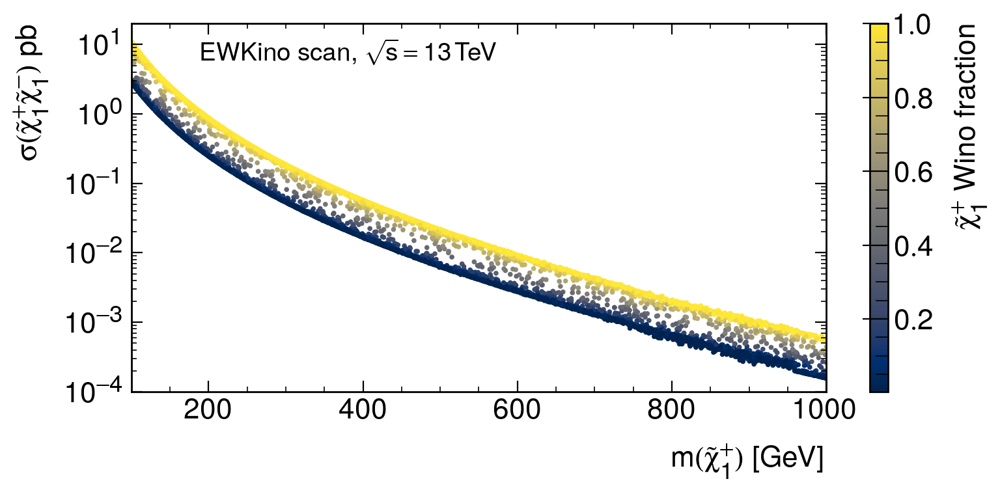 σ(χ̃₁⁺χ̃₁⁻) pb
EWKino scan, √s = 13 TeV
10¹
10⁰
10⁻¹
10⁻²
10⁻³
10⁻⁴
200 400 600 800 1000
m(χ̃₁⁺) [GeV]
1.0
0.8
0.6
0.4
0.2
χ̃₁⁺ Wino fraction